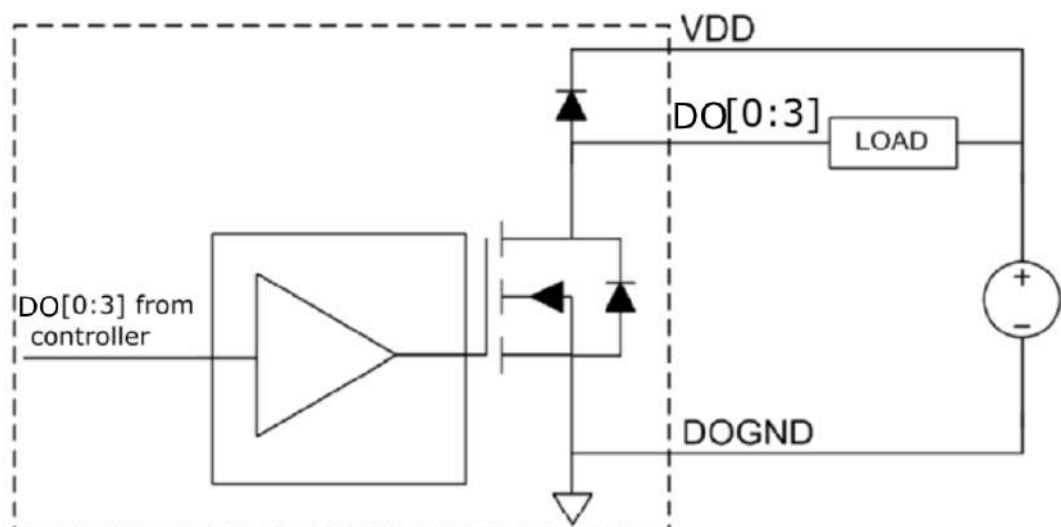 VDD
DO[0:3]
LOAD
DO[0:3] from
controller
+
−
DOGND